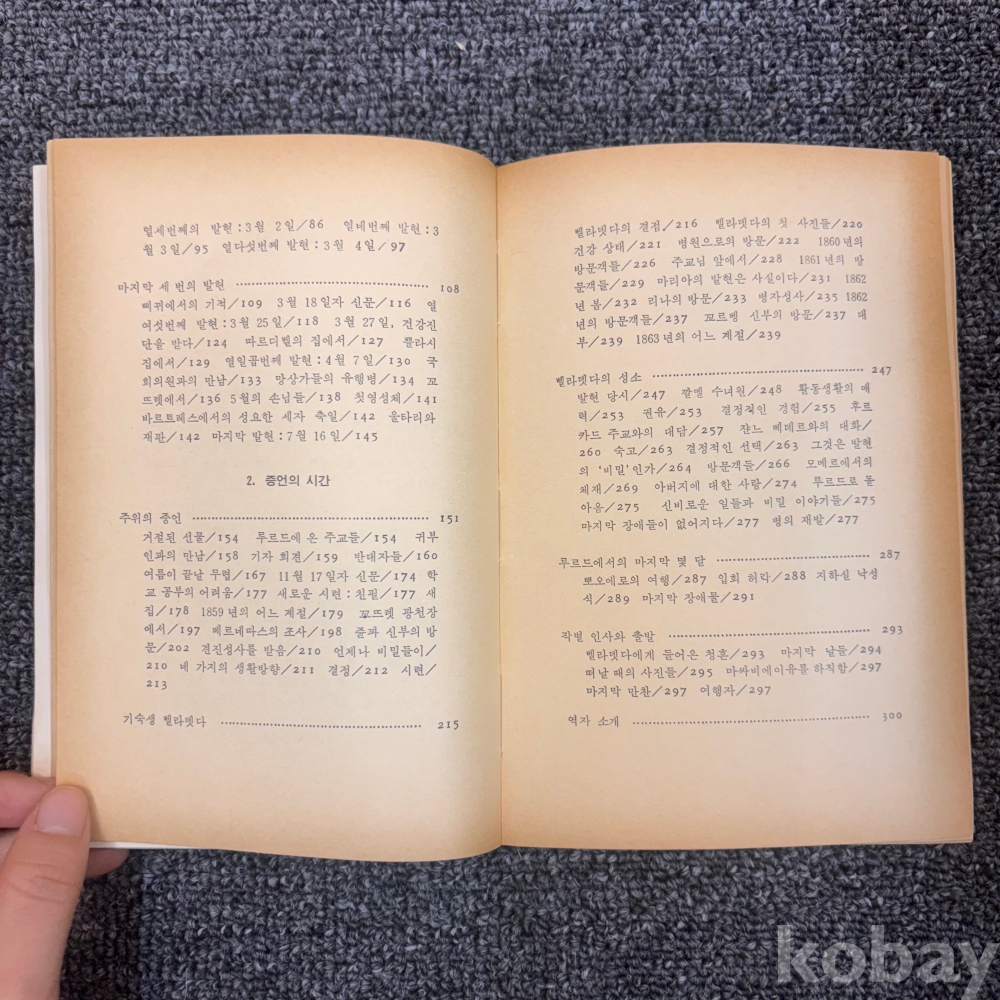 열세번째의 발현:3월 2일/86 열네번째 발현:3
월 3일/95 열다섯번째 발현:3월 4일/97
마지막 세 번의 발현 108
삐뀌에서의 기적/109 3월 18일자 신문/116 열
여섯번째 발현:3월 25일/118 3월 27일, 건강진
단을 받다/124 따르디벨의 집에서/127 쁠라시
집에서/129 열일곱번째 발현:4월 7일/130 국
회의원과의 만남/133 망상가들의 유행병/134 꼬
뜨렛에서/136 5월의 손님들/138 첫영성체/141
바르트레스에서의 성요한 세자 축일/142 울타리와
재판/142 마지막 발현:7월 16일/145
2. 증언의 시간
주위의 증언 151
거절된 선물/154 루르드에 온 주교들/154 귀부
인과의 만남/158 기자 회견/159 반대자들/160
여름이 끝날 무렵/167 11월 17일자 신문/174 학
교 공부의 어려움/177 새로운 시련:천필/177 새
집/178 1859년의 어느 계절/179 꼬뜨렛 광천장
에서/197 베르네따스의 조사/198 줄파 신부의 방
문/202 견진성사를 받음/210 언제나 비밀들이/
210 네 가지의 생활방향/211 결정/212 시련/
213
기숙생 벨라뎃다 215
벨라뎃다의 결점/216 벨라뎃다의 첫 사진들/220
건강 상태/221 병원으로의 방문/222 1860년의
방문객들/226 주교님 앞에서/228 1861년의 방
문객들/229 마리아의 발현은 사실이다/231 1862
년 봄/232 리나의 방문/233 병자성사/235 1862
년의 방문객들/237 꼬르벵 신부의 방문/237 대
부/239 1863년의 어느 계절/239
벨라뎃다의 성소 247
발현 당시/247 깔멜 수녀원/248 활동생활의 매
력/253 권유/253 결정적인 경험/255 후르
카드 주교와의 대담/257 쟌느 베데르와의 대화/
260 숙고/263 결정적인 선택/263 그것은 발현
의 '비밀'인가/264 방문객들/266 모메르에서의
체재/269 아버지에 대한 사랑/274 루르드로 돌
아옴/275 신비로운 일들과 비밀 이야기들/275
마지막 장애들이 없어지다/277 병의 재발/277
루르드에서의 마지막 몇 달 287
뽀오에로의 여행/287 입회 허락/288 지하실 낙성
식/289 마지막 장애물/291
작별 인사와 출발 293
벨라뎃다에게 들어온 청혼/293 마지막 날들/294
떠날 때의 사진들/295 마싸비에이유를 하직함/297
마지막 만찬/297 여행자/297
역자 소개 300
kobay